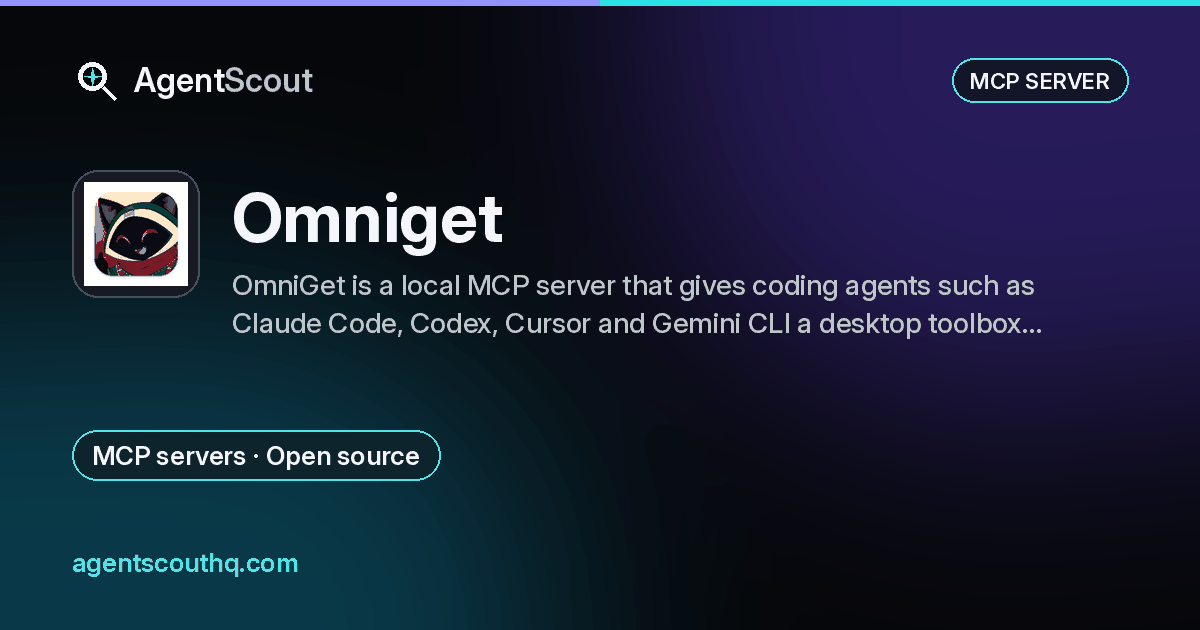 AgentScout
MCP SERVER
Omniget
OmniGet is a local MCP server that gives coding agents such as
Claude Code, Codex, Cursor and Gemini CLI a desktop toolbox...
MCP servers · Open source
agentscouthq.com